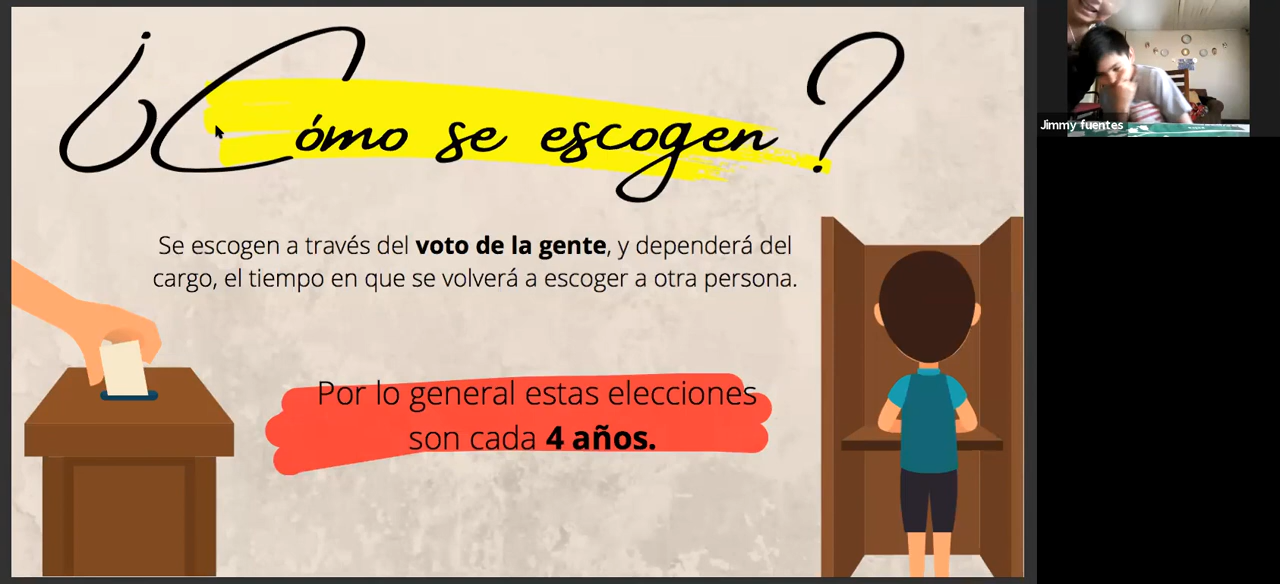 ¿Cómo se escogen?
Se escogen a través del voto de la gente, y dependerá del
cargo, el tiempo en que se volverá a escoger a otra persona.
Por lo general estas elecciones
son cada 4 años.
Jimmy fuentes